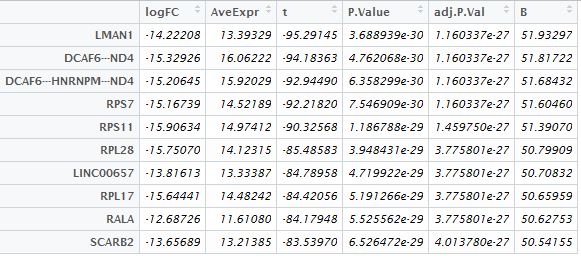 logFC AveExpr t P.Value adj.P.Val B
LMAN1 -14.22208 13.39329 -95.29145 3.688939e-30 1.160337e-27 51.93297
DCAF6---ND4 -15.32926 16.06222 -94.18363 4.762068e-30 1.160337e-27 51.81722
DCAF6---HNRNPM---ND4 -15.20645 15.92029 -92.94490 6.358299e-30 1.160337e-27 51.68432
RPS7 -15.16739 14.52189 -92.21820 7.546909e-30 1.160337e-27 51.60460
RPS11 -15.90634 14.97412 -90.32568 1.186788e-29 1.459750e-27 51.39070
RPL28 -15.75070 14.12315 -85.48583 3.948431e-29 3.775801e-27 50.79909
LINC00657 -13.81613 13.33387 -84.78958 4.719922e-29 3.775801e-27 50.70832
RPL17 -15.64441 14.48242 -84.42056 5.191266e-29 3.775801e-27 50.65959
RALA -12.68726 11.61080 -84.17948 5.525562e-29 3.775801e-27 50.62753
SCARB2 -13.65689 13.21385 -83.53970 6.526472e-29 4.013780e-27 50.54155